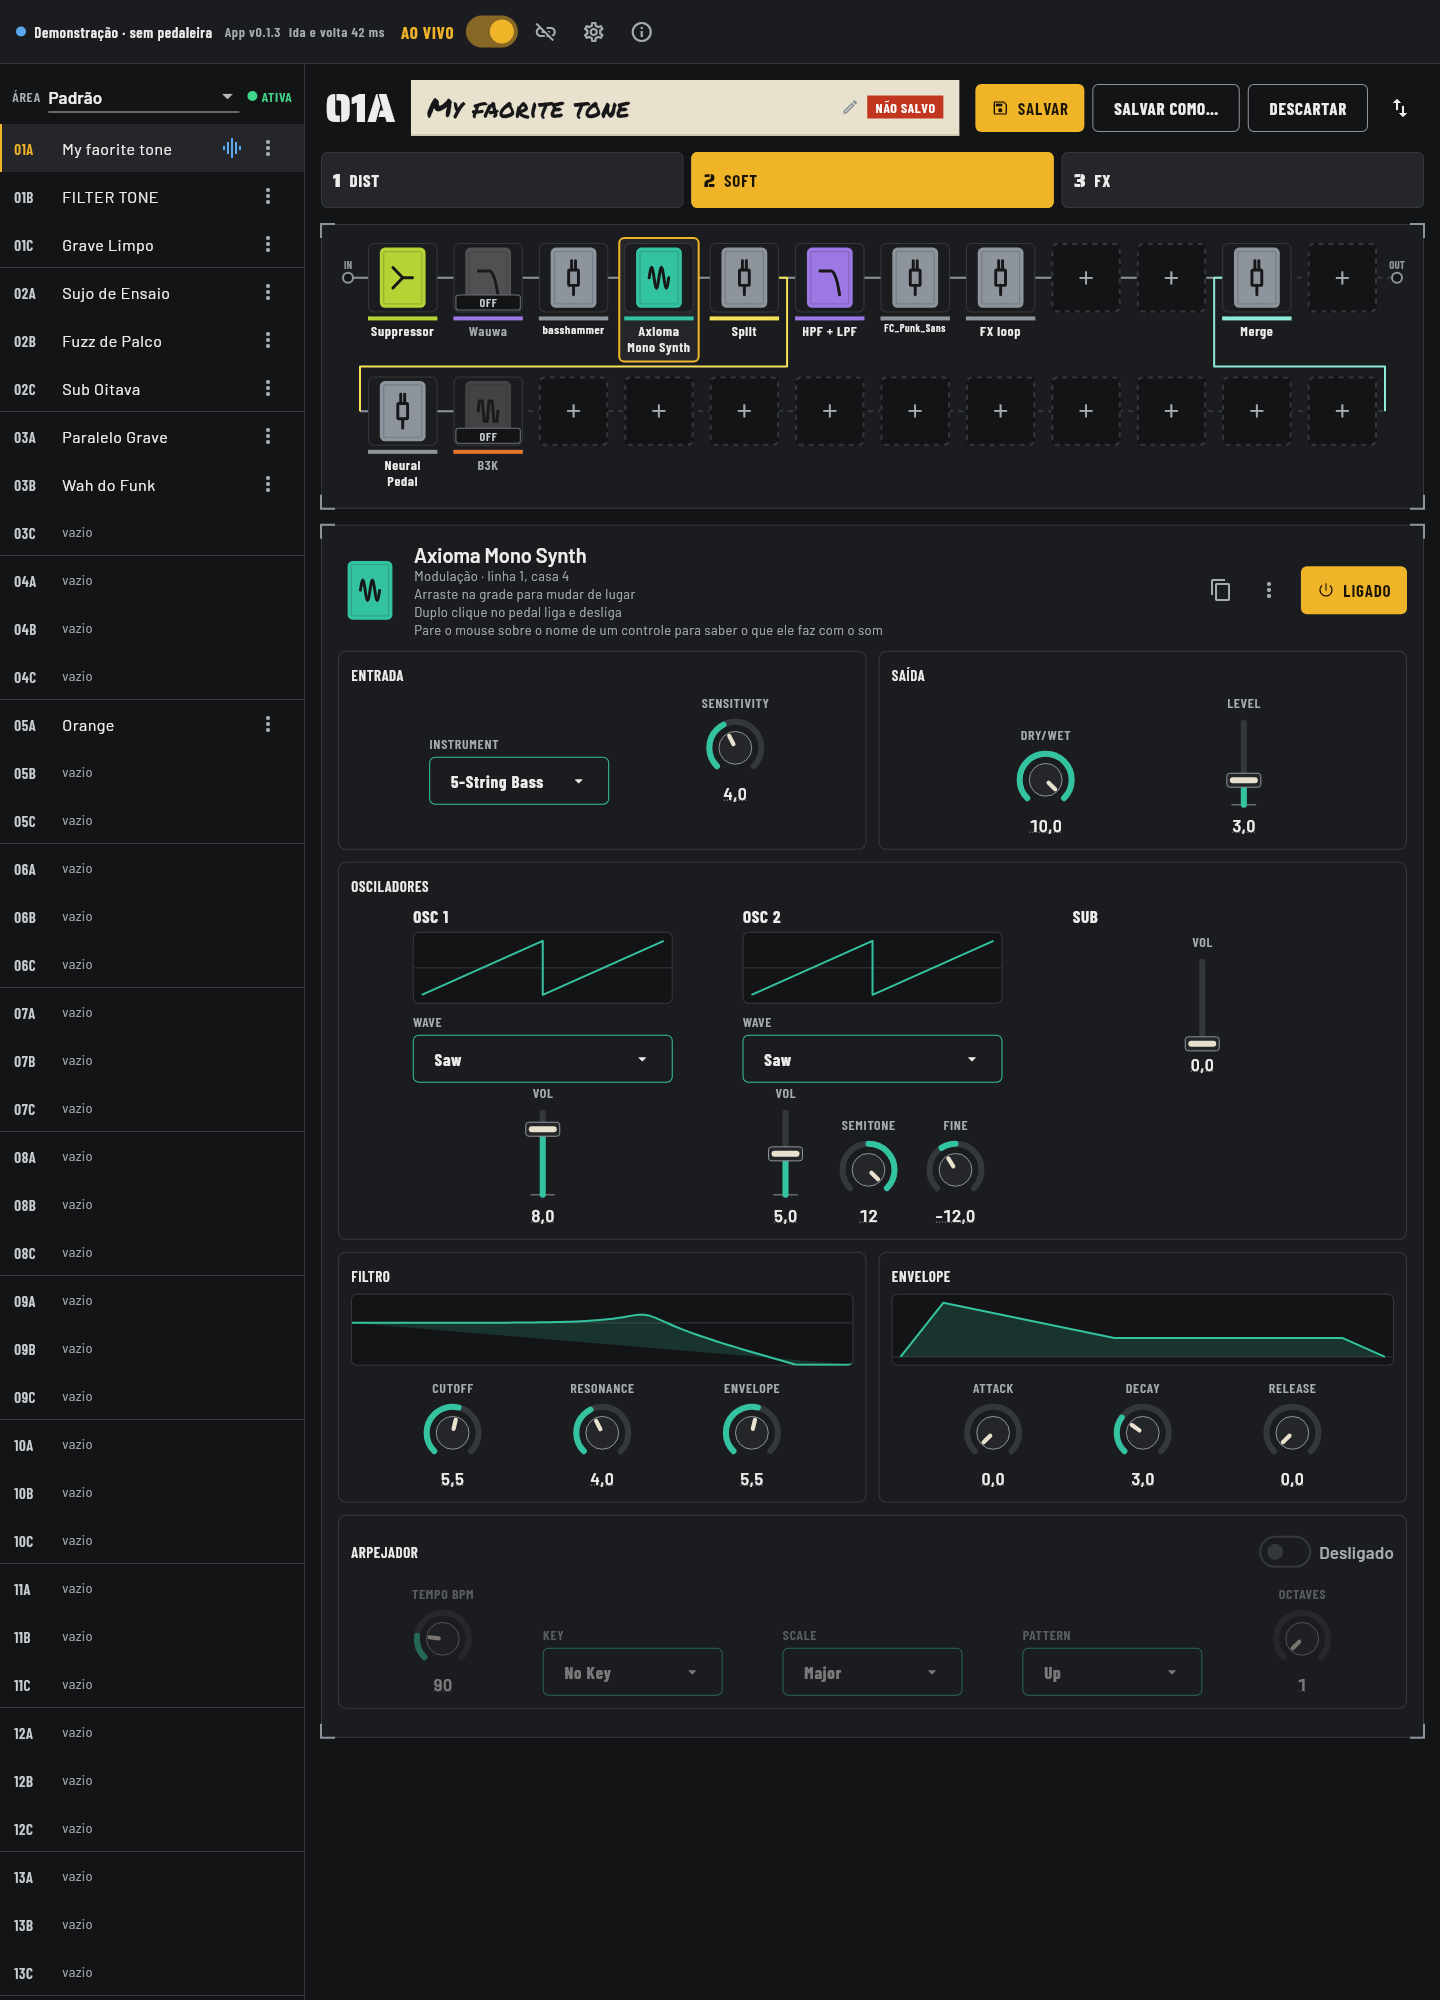 Demonstração · sem pedaleira App v0.1.3 Ida e volta 42 ms AO VIVO
ÁREA Padrão ATIVA
01A My faorite tone
01B FILTER TONE
01C Grave Limpo
02A Sujo de Ensaio
02B Fuzz de Palco
02C Sub Oitava
03A Paralelo Grave
03B Wah do Funk
03C vazio
04A vazio
04B vazio
04C vazio
05A Orange
05B vazio
05C vazio
06A vazio
06B vazio
06C vazio
07A vazio
07B vazio
07C vazio
08A vazio
08B vazio
08C vazio
09A vazio
09B vazio
09C vazio
10A vazio
10B vazio
10C vazio
11A vazio
11B vazio
11C vazio
12A vazio
12B vazio
12C vazio
13A vazio
13B vazio
13C vazio
01A My faorite tone NÃO SALVO SALVAR SALVAR COMO... DESCARTAR
1 DIST 2 SOFT 3 FX
IN OUT
OFF
Suppressor Wauwa basshammer Axioma Mono Synth Split HPF + LPF FC_Punk_Sans FX loop Merge
OFF
Neural Pedal B3K
Axioma Mono Synth
Modulação · linha 1, casa 4
Arraste na grade para mudar de lugar
Duplo clique no pedal liga e desliga
Pare o mouse sobre o nome de um controle para saber o que ele faz com o som
LIGADO
ENTRADA
INSTRUMENT
5-String Bass
SENSITIVITY
4,0
SAÍDA
DRY/WET
10,0
LEVEL
3,0
OSCILADORES
OSC 1
WAVE
Saw
VOL
8,0
OSC 2
WAVE
Saw
VOL SEMITONE FINE
5,0 12 -12,0
SUB
VOL
0,0
FILTRO
CUTOFF RESONANCE ENVELOPE
5,5 4,0 5,5
ENVELOPE
ATTACK DECAY RELEASE
0,0 3,0 0,0
ARPEJADOR Desligado
TEMPO BPM
90
KEY
No Key
SCALE
Major
PATTERN
Up
OCTAVES
1